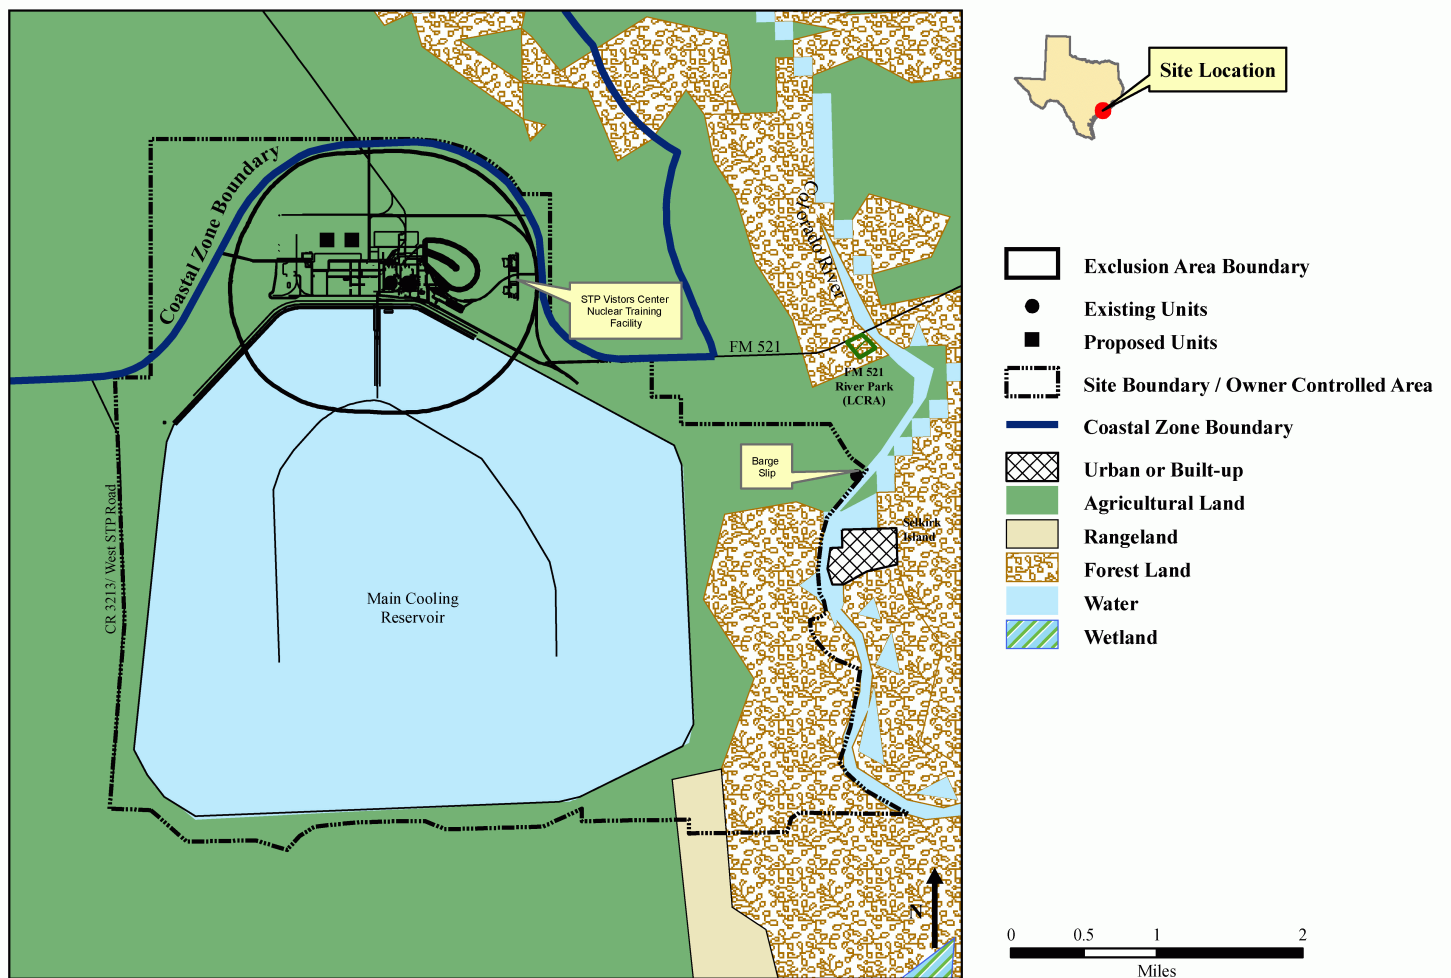 Site Location
Coastal Zone Boundary
Colorado River
STP Vistors Center
Nuclear Training
Facility
FM 521
FM 521
River Park
(LCRA)
Barge
Slip
Selkirk
Island
CR 3213/ West STP Road
Main Cooling
Reservoir
N
Exclusion Area Boundary
Existing Units
Proposed Units
Site Boundary / Owner Controlled Area
Coastal Zone Boundary
Urban or Built-up
Agricultural Land
Rangeland
Forest Land
Water
Wetland
0 0.5 1 2
Miles